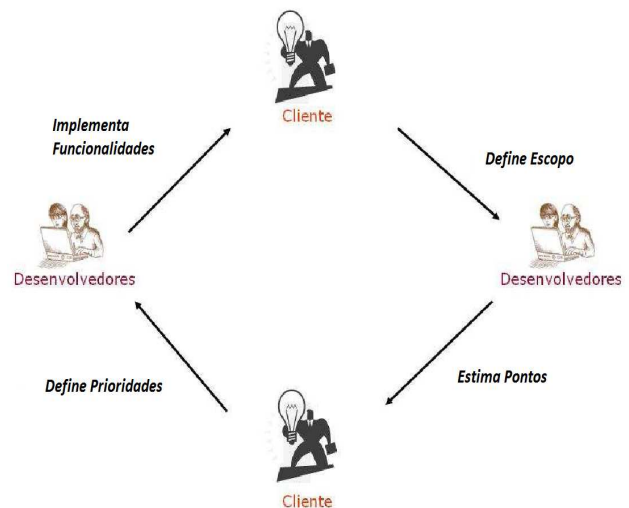 Cliente
Implementa
Funcionalidades
Define Escopo
Desenvolvedores
Desenvolvedores
Define Prioridades
Estima Pontos
Cliente